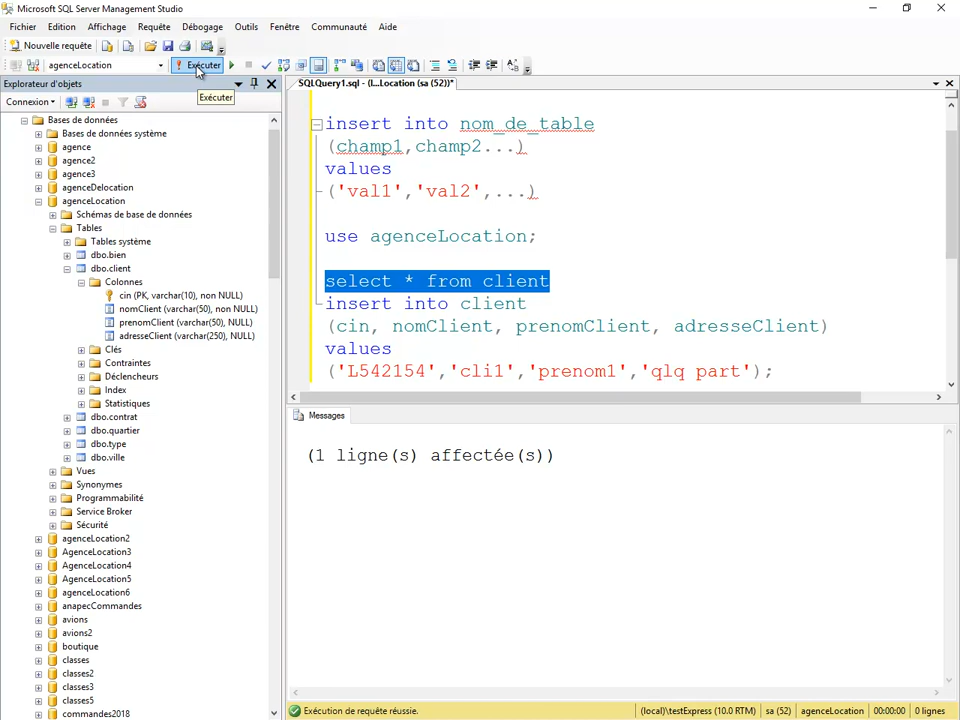 Microsoft SQL Server Management Studio
Fichier Edition Affichage Requête Débogage Outils Fenêtre Communauté Aide
Nouvelle requête
agenceLocation Exécuter
Explorateur d'objets
Exécuter
SQLQuery1.sql - (l...Location (sa (52))*
Connexion
Bases de données
Bases de données système
agence
agence2
agence3
agenceDelocation
agenceLocation
Schémas de base de données
Tables
Tables système
dbo.bien
dbo.client
Colonnes
cin (PK, varchar(10), non NULL)
nomClient (varchar(50), non NULL)
prenomClient (varchar(50), NULL)
adresseClient (varchar(250), NULL)
Clés
Contraintes
Déclencheurs
Index
Statistiques
dbo.contrat
dbo.quartier
dbo.type
dbo.ville
Vues
Synonymes
Programmabilité
Service Broker
Sécurité
agenceLocation2
AgenceLocation3
AgenceLocation4
AgenceLocation5
agenceLocation6
anapecCommandes
avions
avions2
boutique
classes
classes2
classes3
classes5
commandes2018
insert into nom_de_table
(champ1,champ2...)
values
('val1','val2',...)
use agenceLocation;
select * from client
insert into client
(cin, nomClient, prenomClient, adresseClient)
values
('L542154','cli1','prenom1','qlq part');
Messages
(1 ligne(s) affectée(s))
Exécution de requête réussie. (local)\testExpress (10.0 RTM) sa (52) agenceLocation 00:00:00 0 lignes